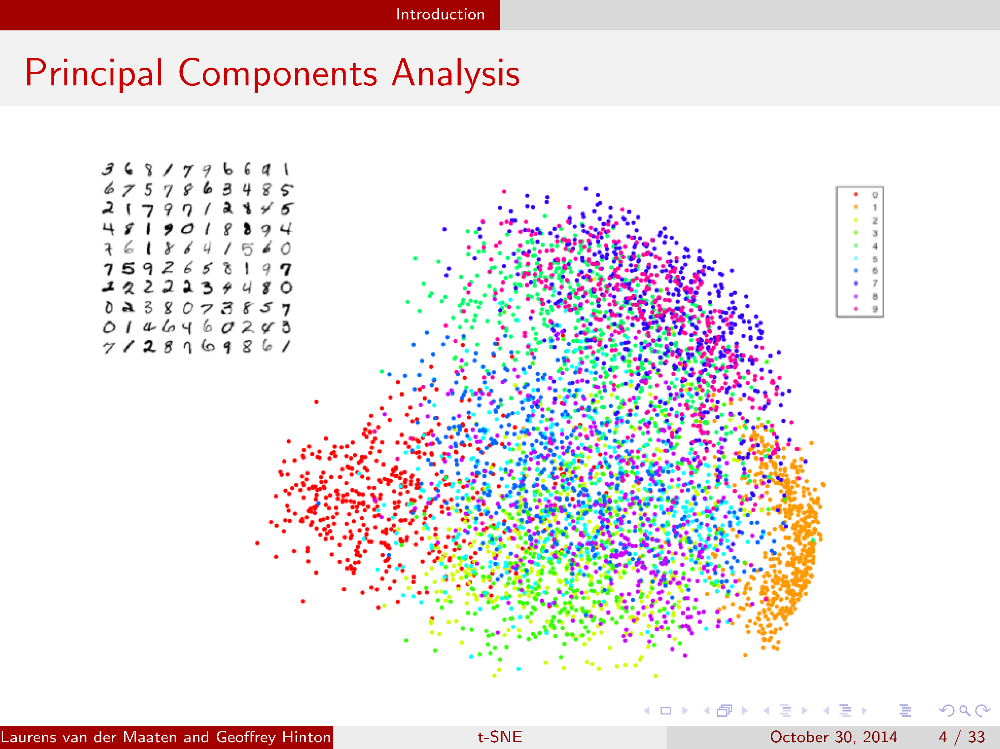 Introduction
Principal Components Analysis
3 6 8 1 7 9 6 6 9 1
6 7 5 7 8 6 3 4 8 5
2 1 7 9 7 1 2 8 4 5
4 8 1 9 0 1 8 8 9 4
7 6 1 8 6 4 1 5 6 0
7 5 9 2 6 5 8 1 9 7
2 2 2 2 2 3 4 4 8 0
0 2 3 8 0 7 3 8 5 7
0 1 4 6 4 6 0 2 4 3
7 1 2 8 7 6 9 8 6 1
0
1
2
3
4
5
6
7
8
9
Laurens van der Maaten and Geoffrey Hinton.
t-SNE
October 30, 2014
4 / 33